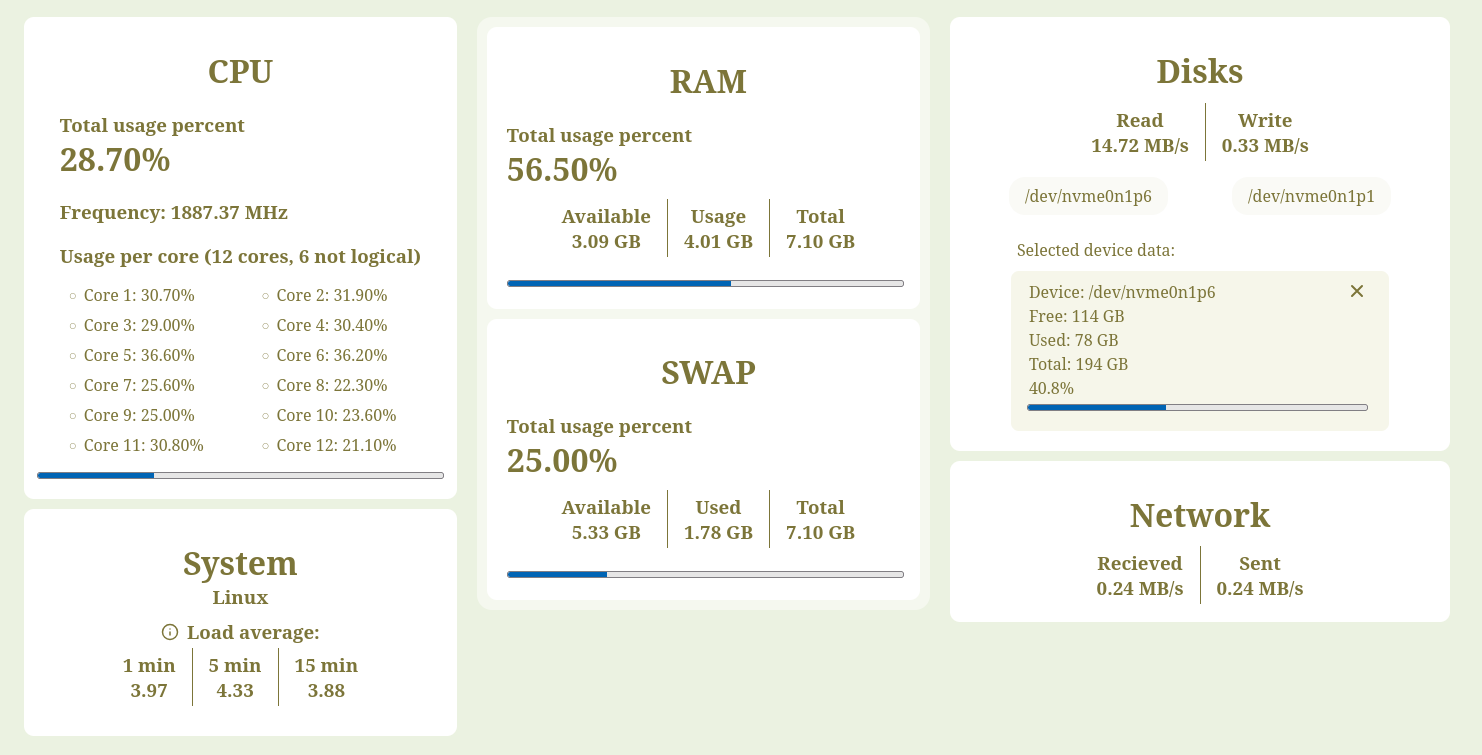 CPU
Total usage percent
28.70%
Frequency: 1887.37 MHz
Usage per core (12 cores, 6 not logical)
Core 1: 30.70%
Core 2: 31.90%
Core 3: 29.00%
Core 4: 30.40%
Core 5: 36.60%
Core 6: 36.20%
Core 7: 25.60%
Core 8: 22.30%
Core 9: 25.00%
Core 10: 23.60%
Core 11: 30.80%
Core 12: 21.10%
System
Linux
Load average:
1 min 5 min 15 min
3.97 4.33 3.88
RAM
Total usage percent
56.50%
Available Usage Total
3.09 GB 4.01 GB 7.10 GB
SWAP
Total usage percent
25.00%
Available Used Total
5.33 GB 1.78 GB 7.10 GB
Disks
Read Write
14.72 MB/s 0.33 MB/s
/dev/nvme0n1p6 /dev/nvme0n1p1
Selected device data:
Device: /dev/nvme0n1p6
Free: 114 GB
Used: 78 GB
Total: 194 GB
40.8%
Network
Recieved Sent
0.24 MB/s 0.24 MB/s